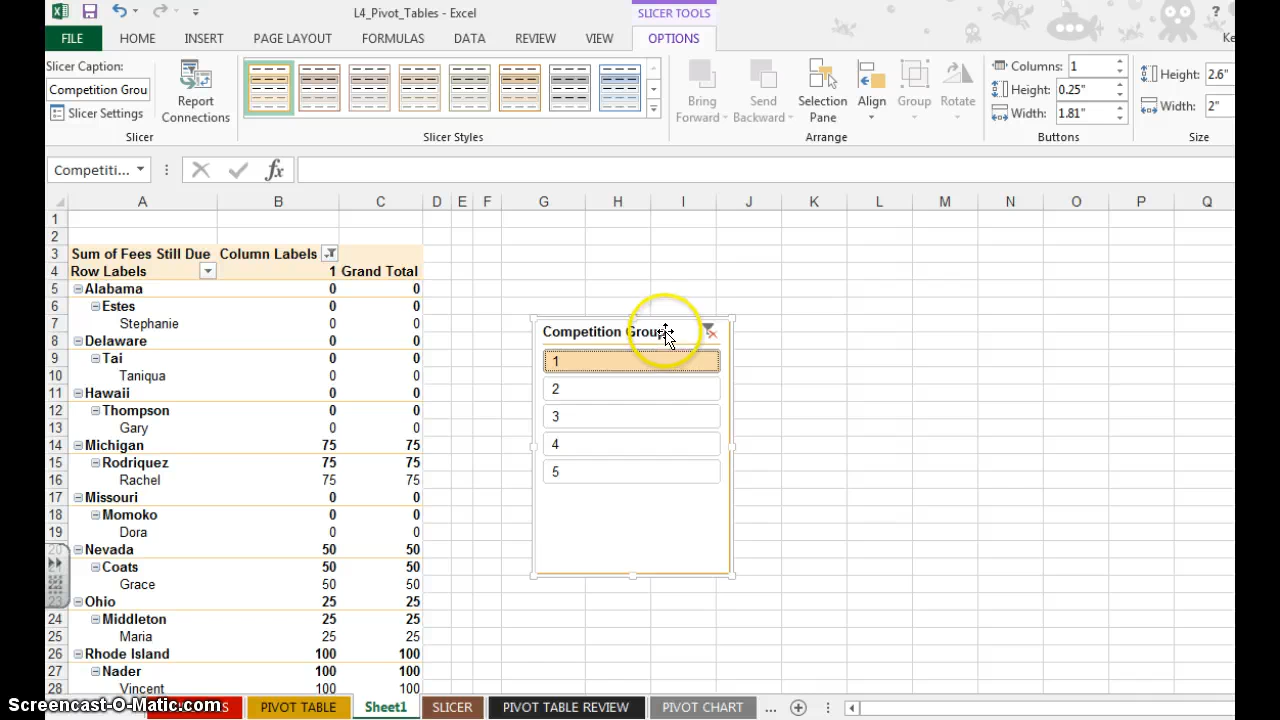 L4_Pivot_Tables - Excel
SLICER TOOLS
?
FILE HOME INSERT PAGE LAYOUT FORMULAS DATA REVIEW VIEW OPTIONS Ke
Slicer Caption:
Competition Grou
Slicer Settings
Report
Connections
Slicer
Slicer Styles
Bring
Forward
Send
Backward
Selection
Pane
Align
Group
Rotate
Arrange
Columns: 1
Height: 0.25"
Width: 1.81"
Buttons
Height: 2.6"
Width: 2"
Size
Competiti... fx
A B C D E F G H I J K L M N O P Q
1
2
3 Sum of Fees Still Due Column Labels
4 Row Labels 1 Grand Total
5 Alabama 0 0
6 Estes 0 0
7 Stephanie 0 0
8 Delaware 0 0
9 Tai 0 0
10 Taniqua 0 0
11 Hawaii 0 0
12 Thompson 0 0
13 Gary 0 0
14 Michigan 75 75
15 Rodriquez 75 75
16 Rachel 75 75
17 Missouri 0 0
18 Momoko 0 0
19 Dora 0 0
20 Nevada 50 50
Coats 50 50
Grace 50 50
23 Ohio 25 25
24 Middleton 25 25
25 Maria 25 25
26 Rhode Island 100 100
27 Nader 100 100
28 Vincent 100 100
Competition Group
1
2
3
4
5
PIVOT TABLE Sheet1 SLICER PIVOT TABLE REVIEW PIVOT CHART ...
Screencast-O-Matic.com